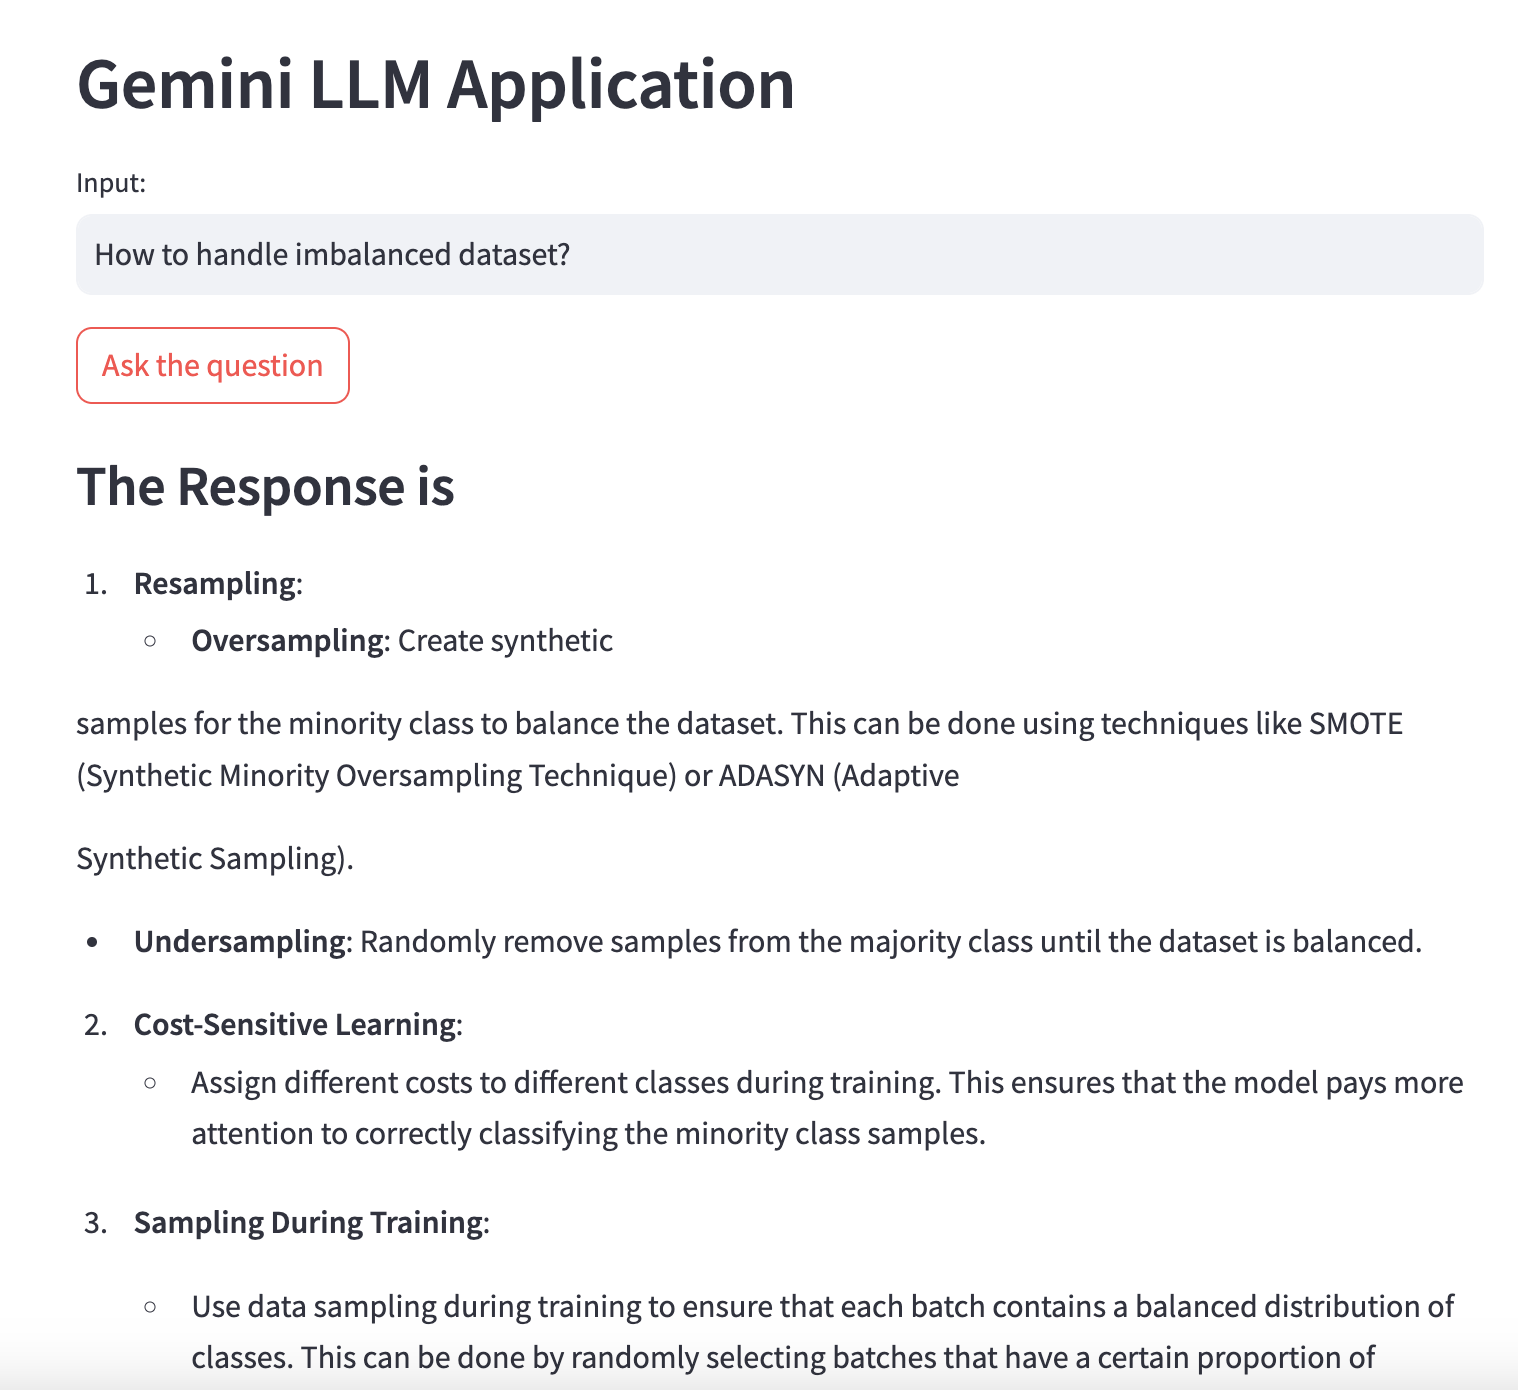 Gemini LLM Application
Input:
How to handle imbalanced dataset?
Ask the question
The Response is
1. Resampling:
○ Oversampling: Create synthetic
samples for the minority class to balance the dataset. This can be done using techniques like SMOTE
(Synthetic Minority Oversampling Technique) or ADASYN (Adaptive
Synthetic Sampling).
• Undersampling: Randomly remove samples from the majority class until the dataset is balanced.
2. Cost-Sensitive Learning:
○ Assign different costs to different classes during training. This ensures that the model pays more
attention to correctly classifying the minority class samples.
3. Sampling During Training:
○ Use data sampling during training to ensure that each batch contains a balanced distribution of
classes. This can be done by randomly selecting batches that have a certain proportion of